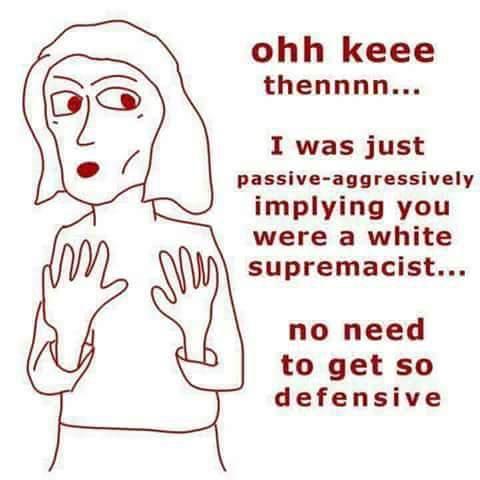 ohh keee
thennnn...
I was just
passive-aggressively
implying you
were a white
supremacist...
no need
to get so
defensive